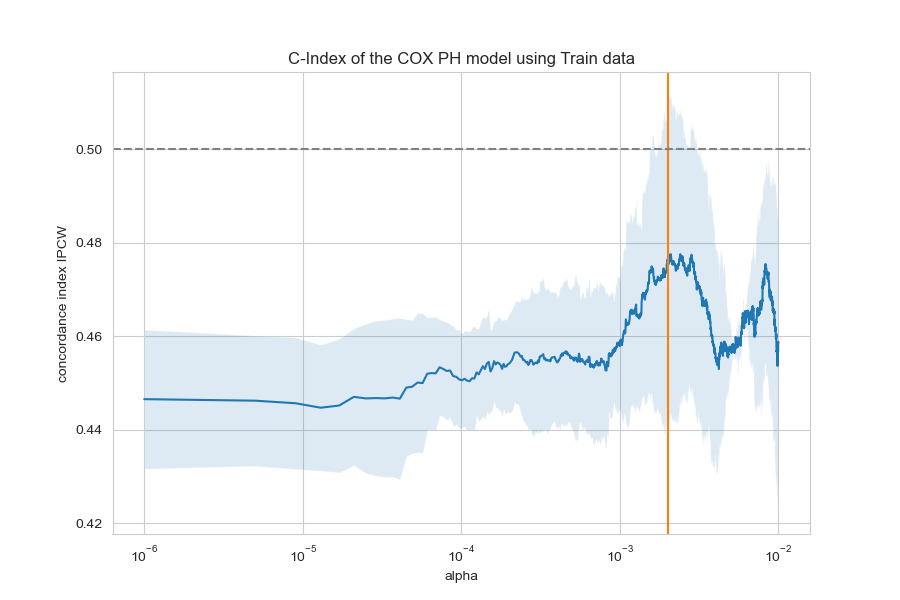 C-Index of the COX PH model using Train data
concordance index IPCW
0.50
0.48
0.46
0.44
0.42
10⁻⁶ 10⁻⁵ 10⁻⁴ 10⁻³ 10⁻²
alpha